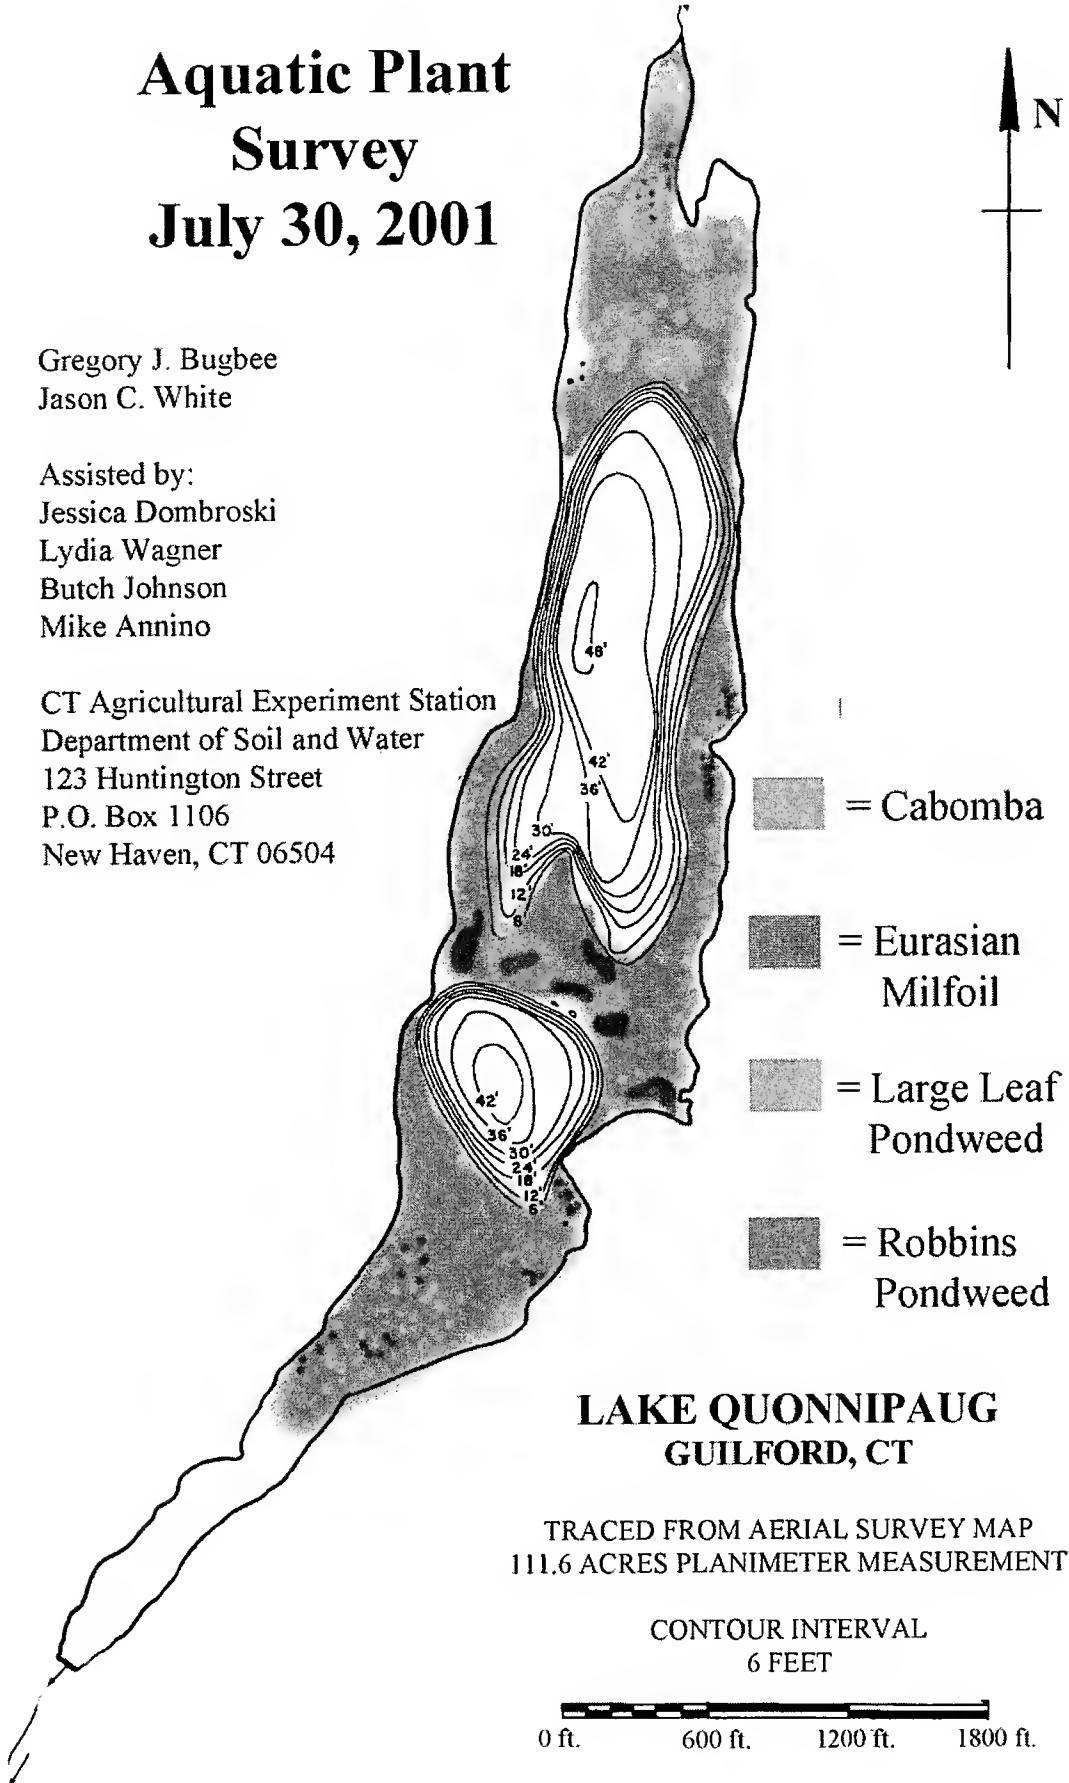 Aquatic Plant
Survey
July 30, 2001
N
Gregory J. Bugbee
Jason C. White
Assisted by:
Jessica Dombroski
Lydia Wagner
Butch Johnson
Mike Annino
CT Agricultural Experiment Station
Department of Soil and Water
123 Huntington Street
P.O. Box 1106
New Haven, CT 06504
48'
42'
36'
30'
24'
18'
12'
6'
42'
36'
30'
24'
18'
12'
6'
= Cabomba
= Eurasian
Milfoil
= Large Leaf
Pondweed
= Robbins
Pondweed
LAKE QUONNIPAUG
GUILFORD, CT
TRACED FROM AERIAL SURVEY MAP
111.6 ACRES PLANIMETER MEASUREMENT
CONTOUR INTERVAL
6 FEET
0 ft. 600 ft. 1200 ft. 1800 ft.